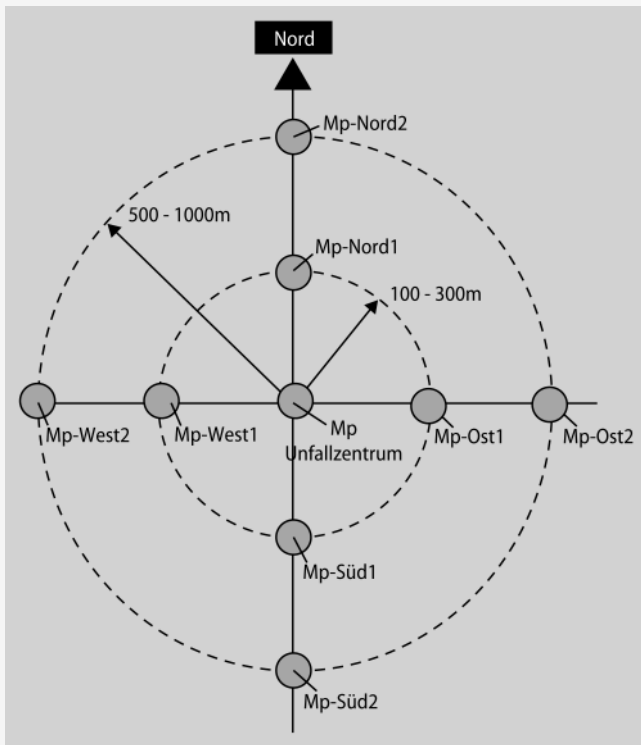 Nord
Mp-Nord2
500 - 1000m
Mp-Nord1
100 - 300m
Mp-West2
Mp-West1
Mp
Unfallzentrum
Mp-Ost1
Mp-Ost2
Mp-Süd1
Mp-Süd2